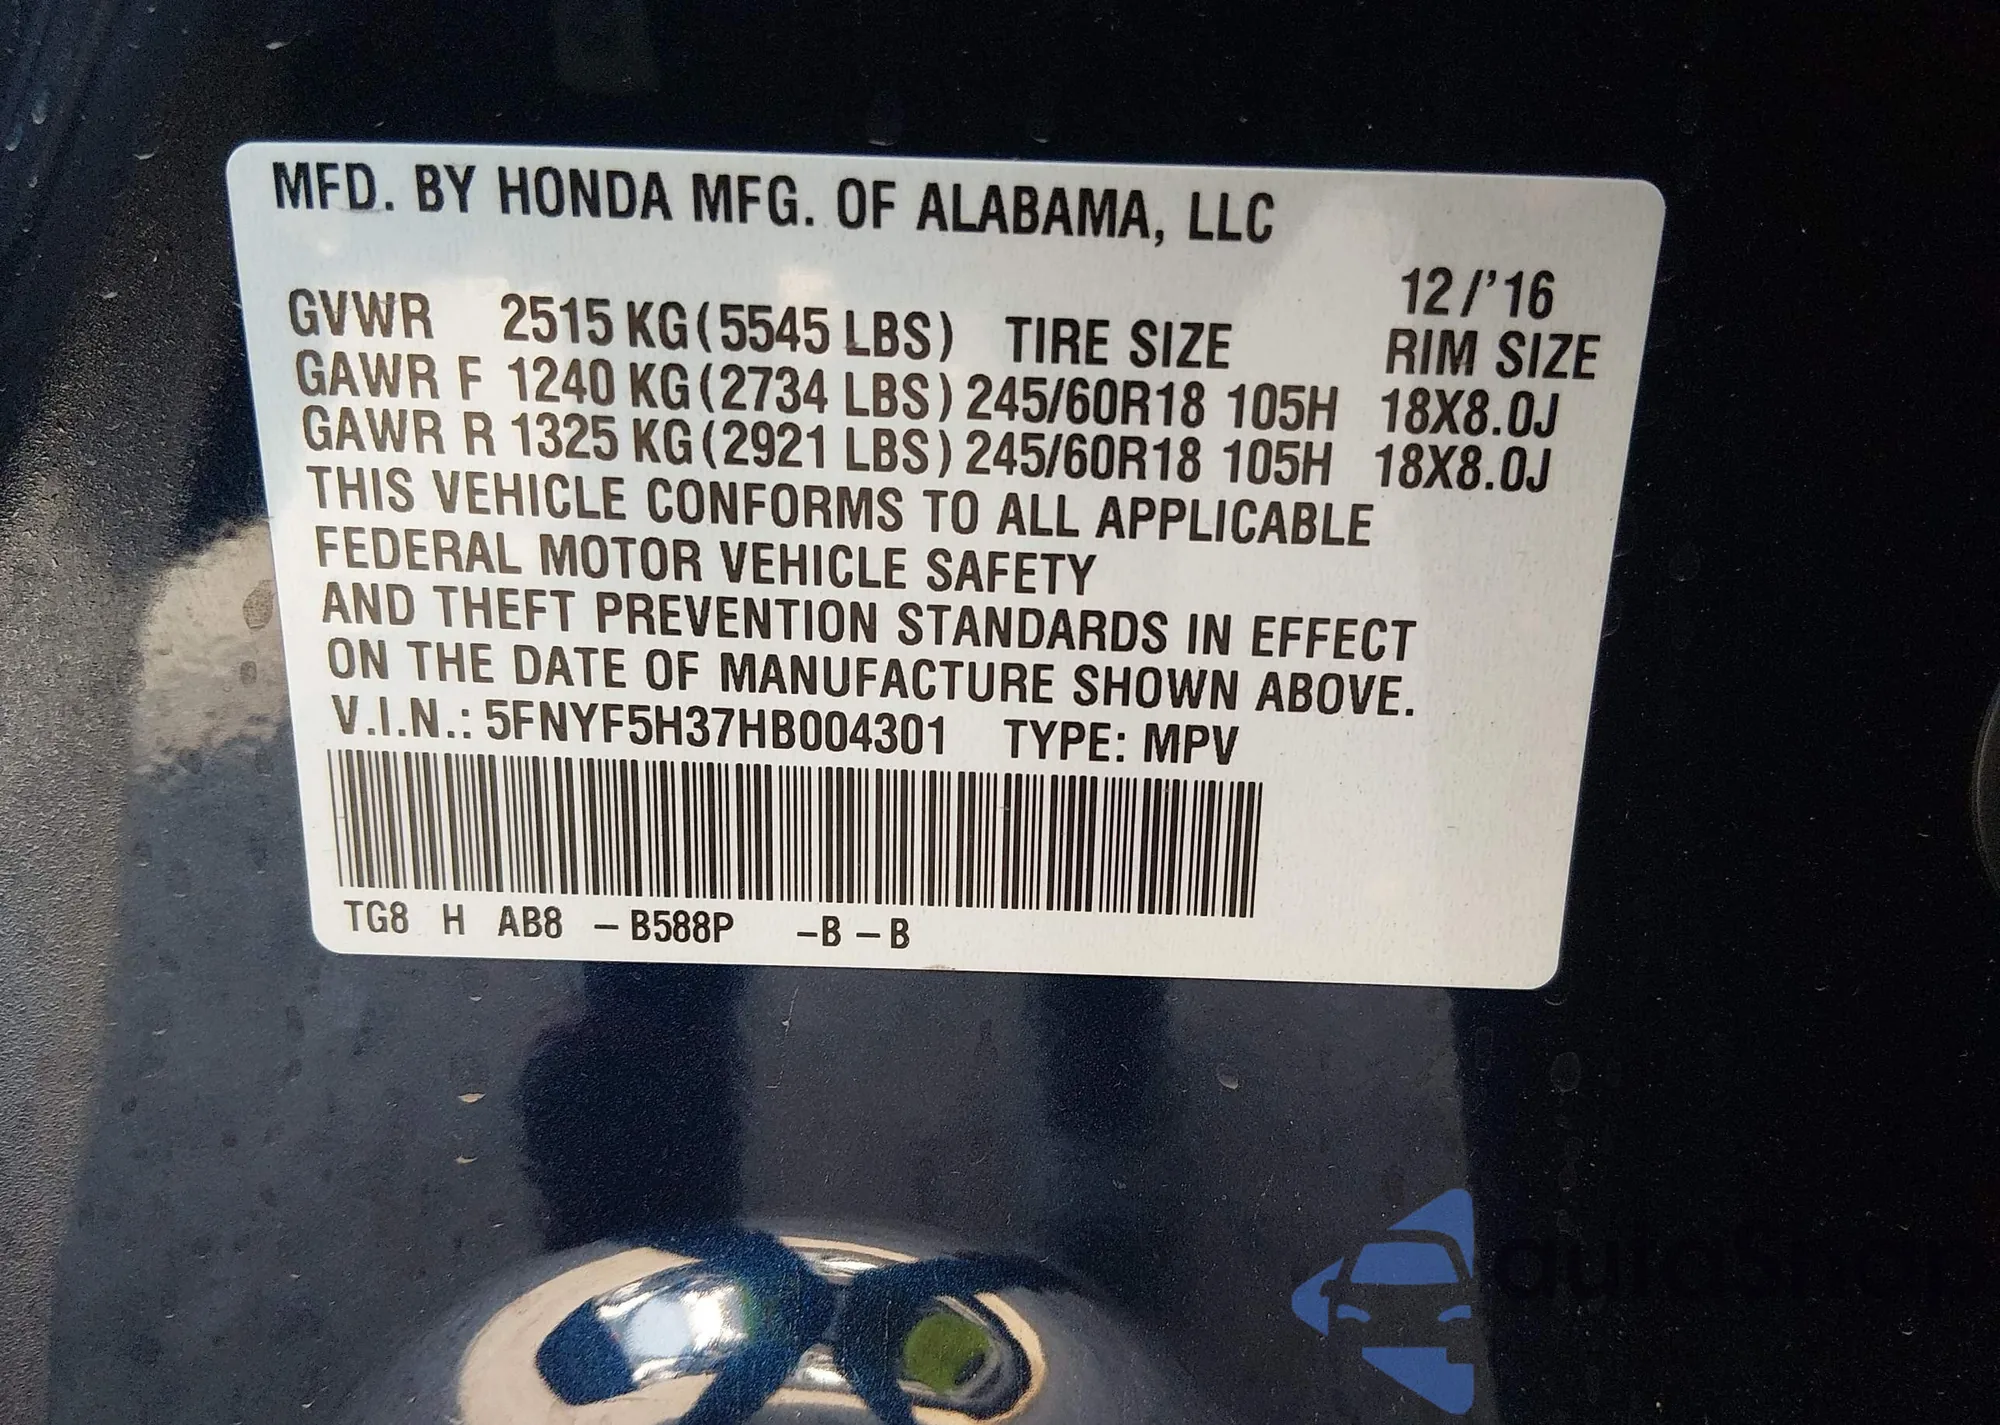 MFD. BY HONDA MFG. OF ALABAMA, LLC
12/'16
GVWR 2515 KG(5545 LBS) TIRE SIZE RIM SIZE
GAWR F 1240 KG(2734 LBS) 245/60R18 105H 18X8.0J
GAWR R 1325 KG(2921 LBS) 245/60R18 105H 18X8.0J
THIS VEHICLE CONFORMS TO ALL APPLICABLE
FEDERAL MOTOR VEHICLE SAFETY
AND THEFT PREVENTION STANDARDS IN EFFECT
ON THE DATE OF MANUFACTURE SHOWN ABOVE.
V.I.N.: 5FNYF5H37HB004301 TYPE: MPV
TG8 H AB8 -B588P -B -B
autoShop